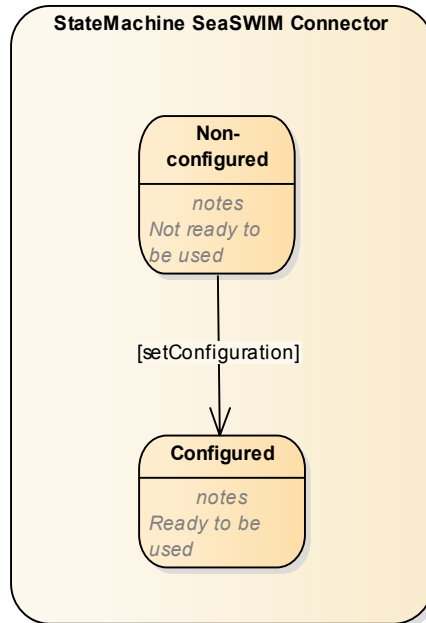 StateMachine SeaSWIM Connector
Non-
configured
notes
Not ready to
be used
[setConfiguration]
Configured
notes
Ready to be
used